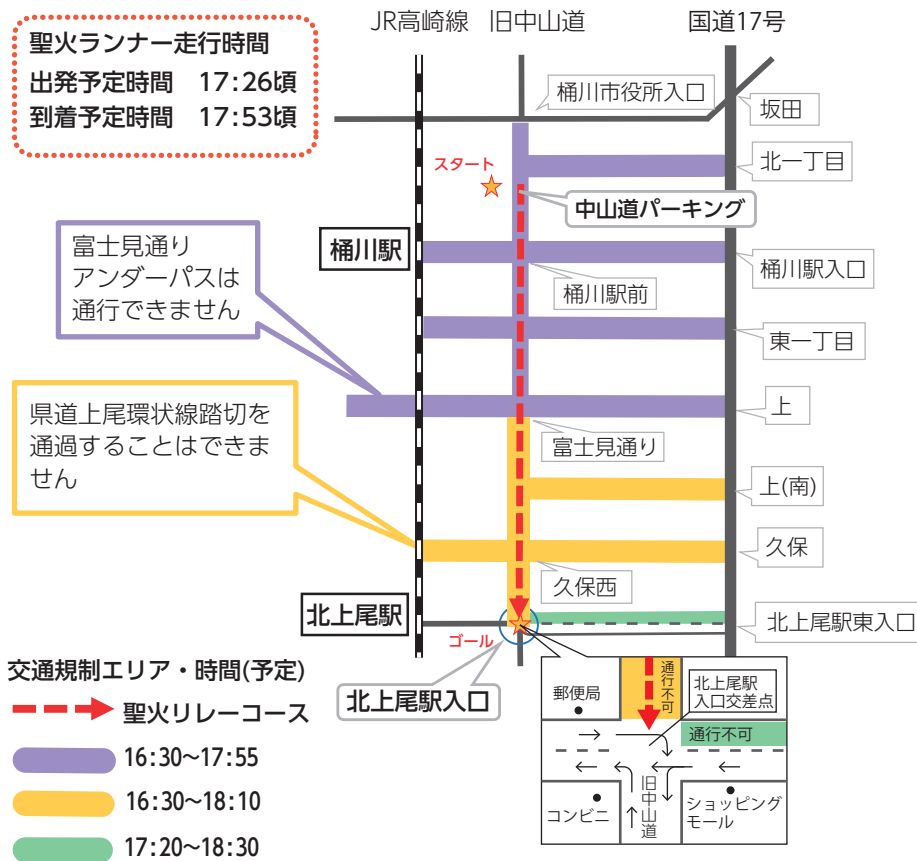 JR高崎線
旧中山道
国道17号
聖火ランナー走行時間
出発予定時間 17:26頃
到着予定時間 17:53頃
桶川市役所入口
坂田
北一丁目
スタート
中山道パーキング
桶川駅
桶川駅入口
富士見通り
アンダーパスは
通行できません
桶川駅前
東一丁目
上
県道上尾環状線踏切を
通過することはできま
せん
富士見通り
上(南)
久保
久保西
北上尾駅
ゴール
北上尾駅東入口
北上尾駅入口
交通規制エリア・時間(予定)
聖火リレーコース
16:30〜17:55
16:30〜18:10
17:20〜18:30
郵便局
通行不可
北上尾駅
入口交差点
通行不可
コンビニ
旧中山道
ショッピング
モール